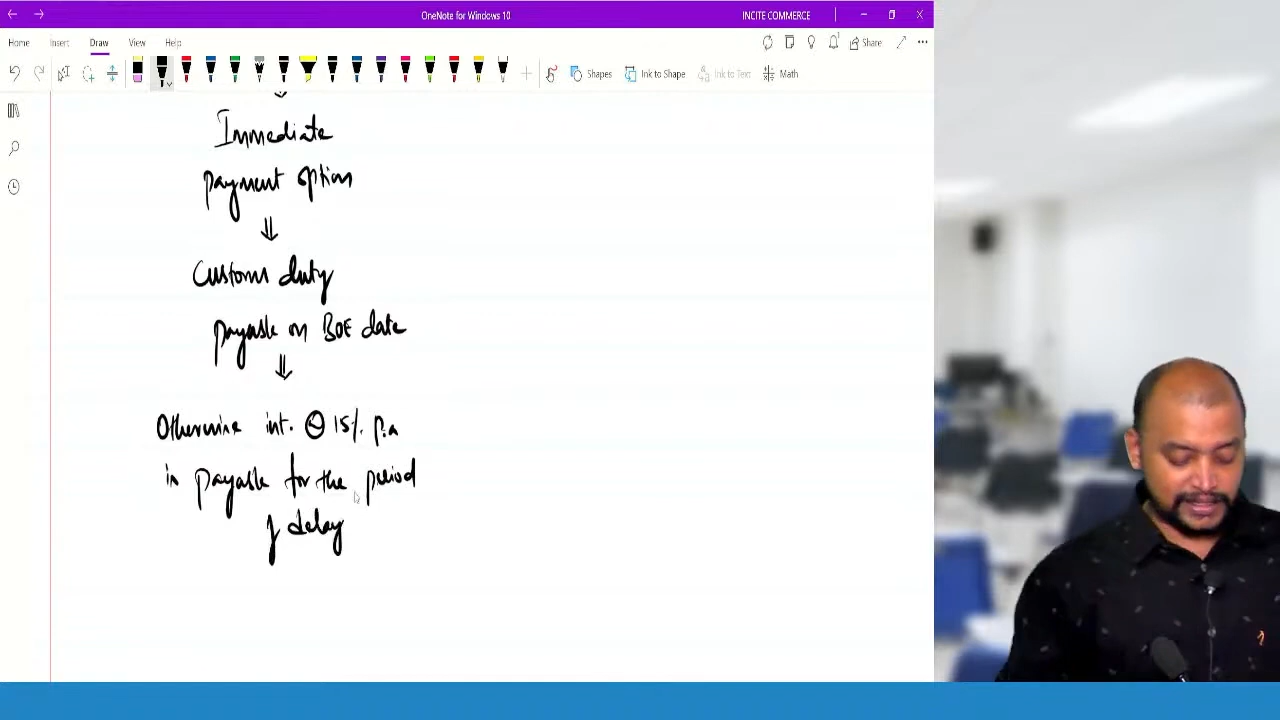 OneNote for Windows 10
INCITE COMMERCE
Home Insert Draw View Help
Share
Shapes Ink to Shape Ink to Text Math
Immediate
payment option
⇓
Customs duty
payable on BOE date
⇓
Otherwise int. @ 15% p.a
is payable for the period
of delay